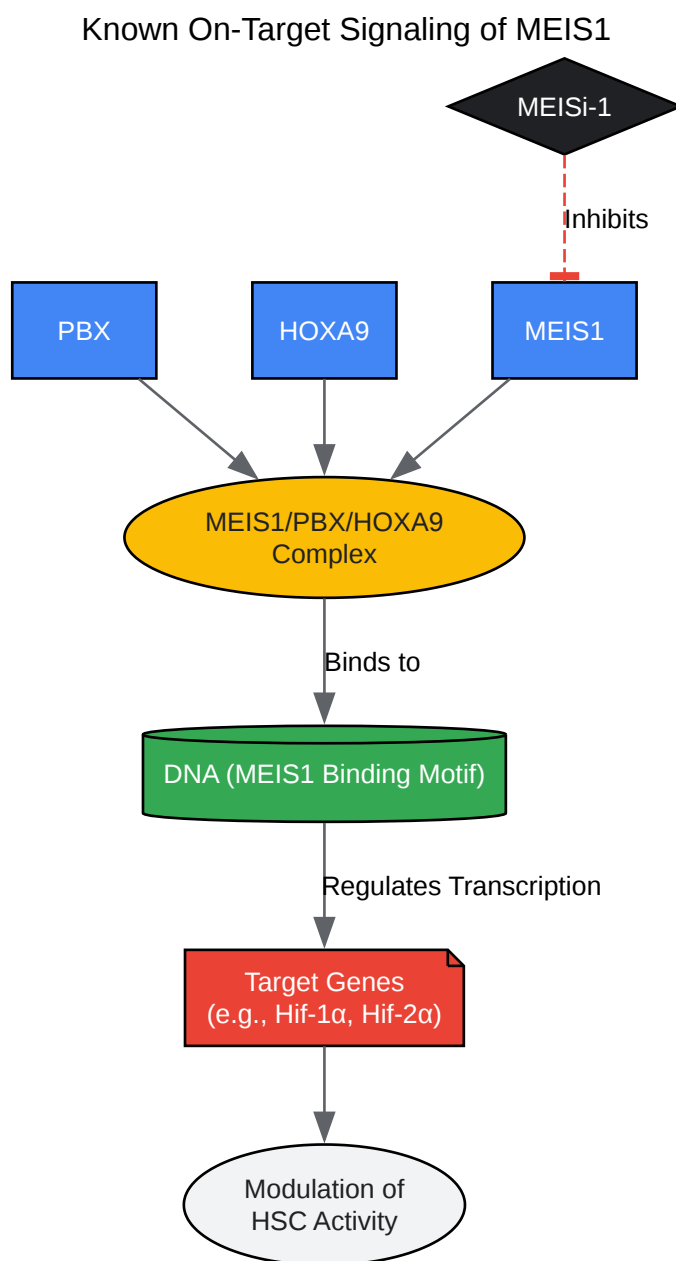 Known On-Target Signaling of MEIS1
MEISi-1
Inhibits
PBX
HOXA9
MEIS1
MEIS1/PBX/HOXA9
Complex
Binds to
DNA (MEIS1 Binding Motif)
Regulates Transcription
Target Genes
(e.g., Hif-1α, Hif-2α)
Modulation of
HSC Activity